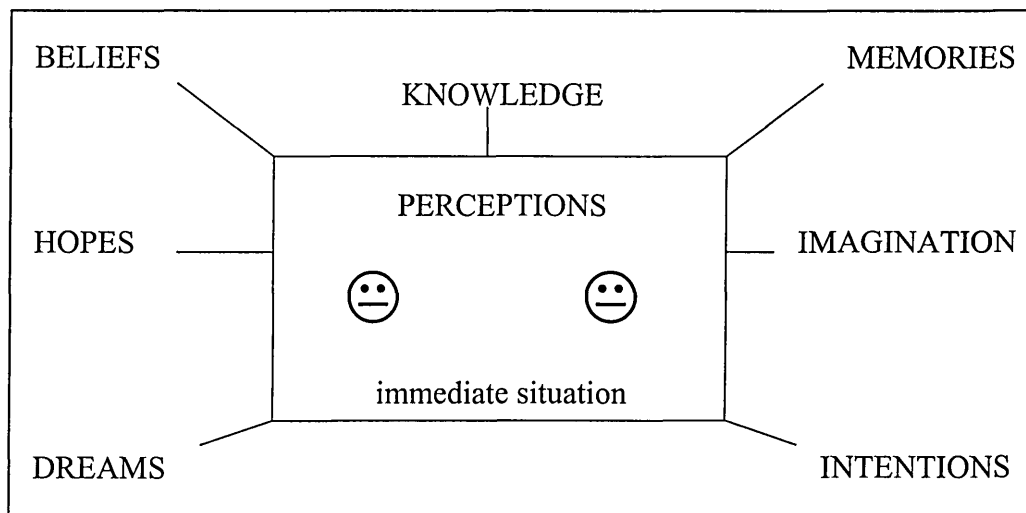 BELIEFS
MEMORIES
KNOWLEDGE
PERCEPTIONS
HOPES
IMAGINATION
immediate situation
DREAMS
INTENTIONS